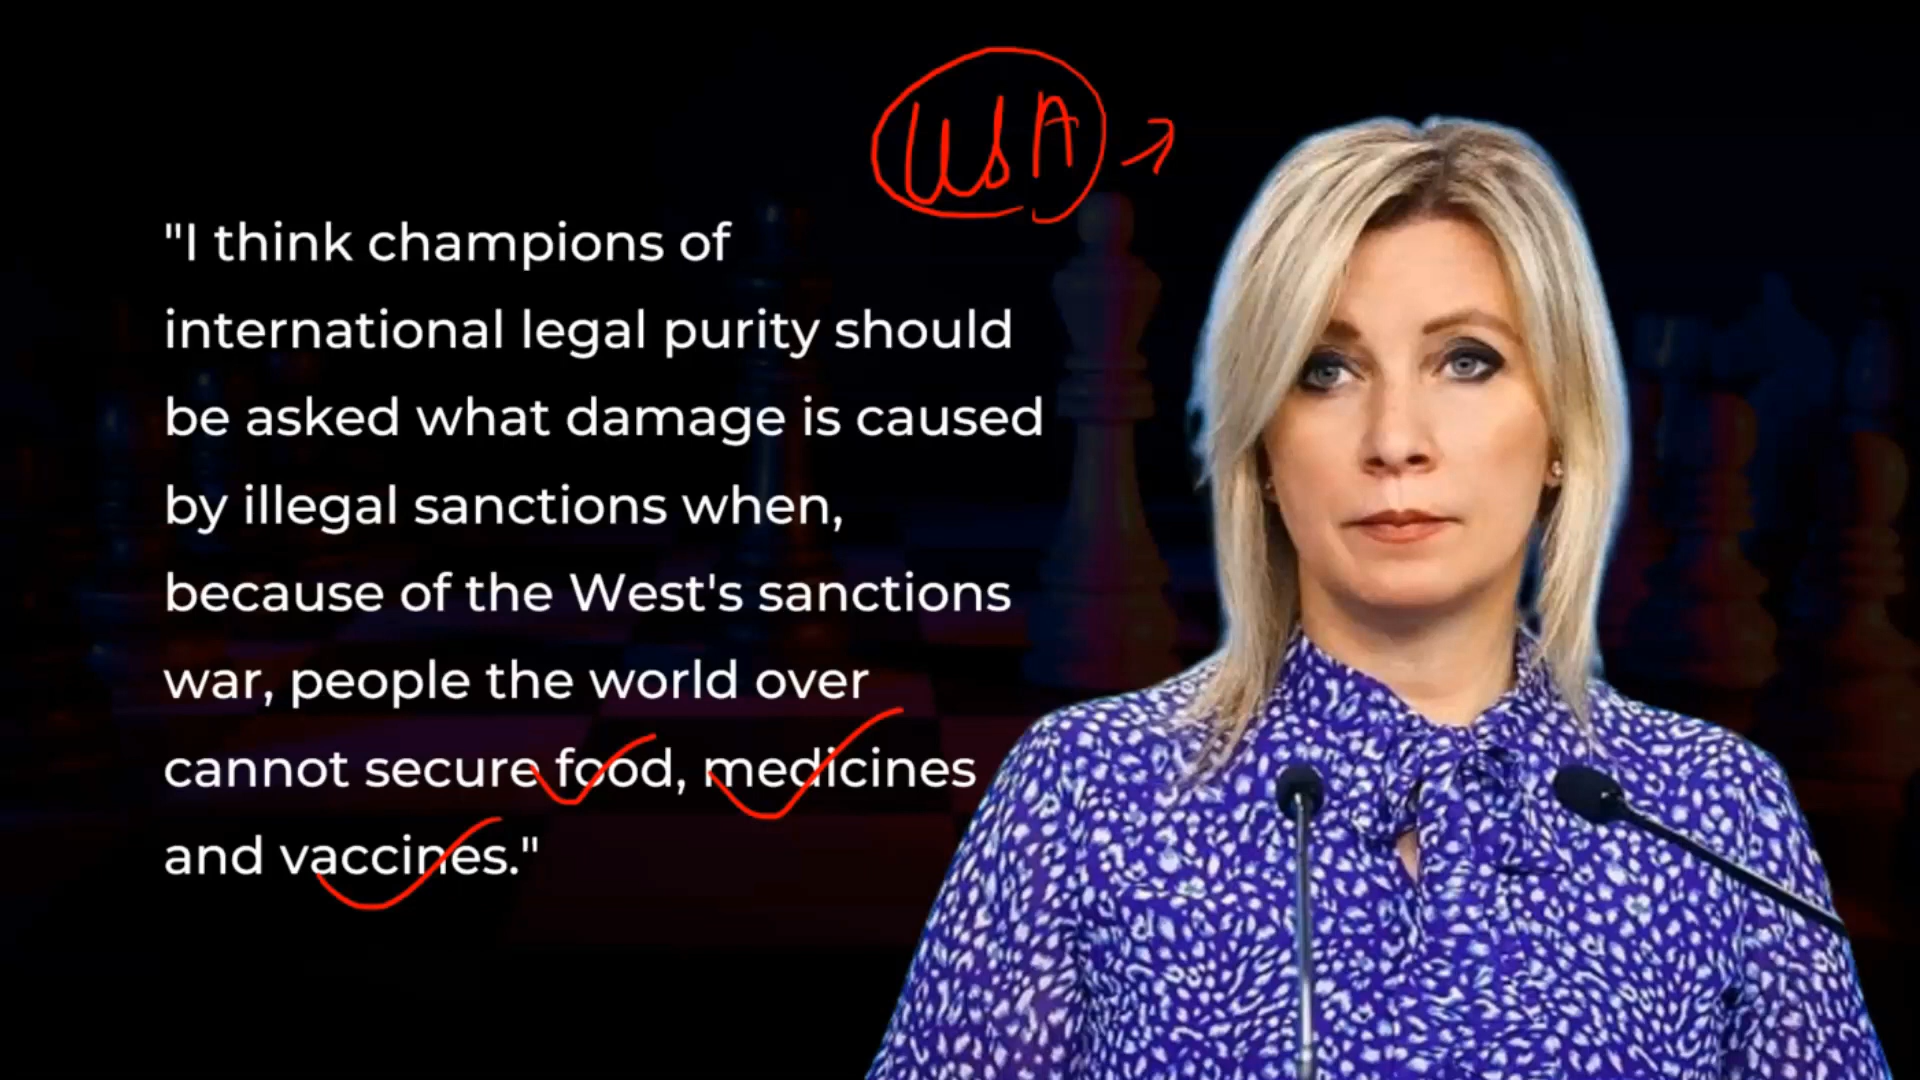 USA
"I think champions of
international legal purity should
be asked what damage is caused
by illegal sanctions when,
because of the West's sanctions
war, people the world over
cannot secure food, medicines
and vaccines."